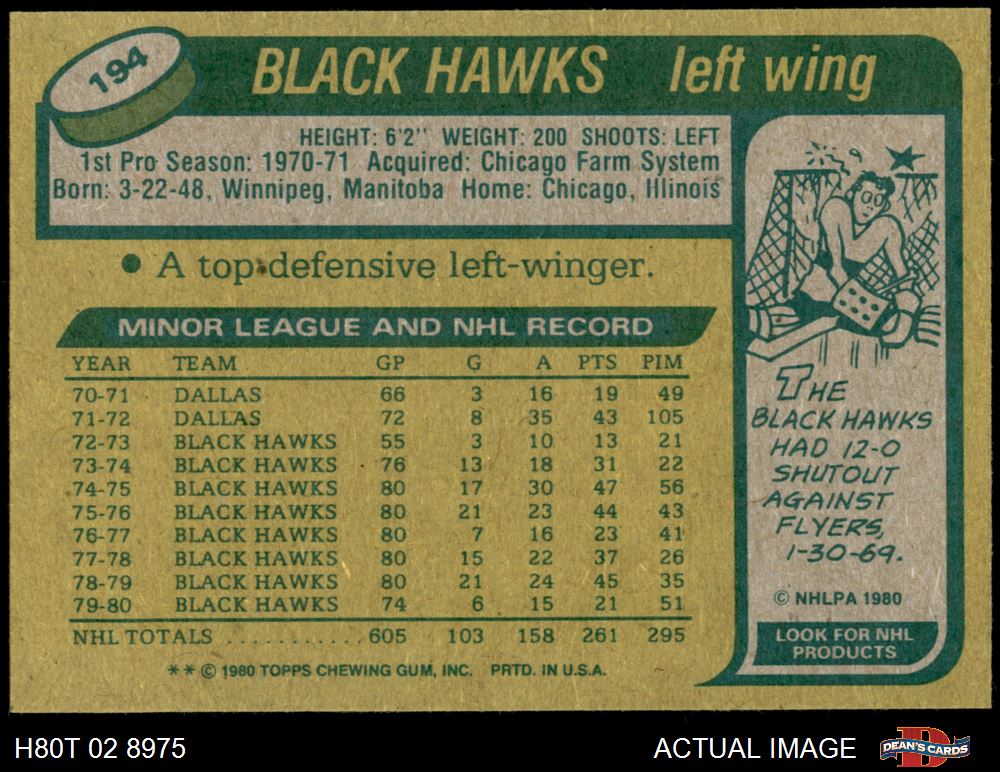 194
BLACK HAWKS left wing
HEIGHT: 6'2" WEIGHT: 200 SHOOTS: LEFT
1st Pro Season: 1970-71 Acquired: Chicago Farm System
Born: 3-22-48, Winnipeg, Manitoba Home: Chicago, Illinois
• A top defensive left-winger.
MINOR LEAGUE AND NHL RECORD
YEAR TEAM GP G A PTS PIM
70-71 DALLAS 66 3 16 19 49
71-72 DALLAS 72 8 35 43 105
72-73 BLACK HAWKS 55 3 10 13 21
73-74 BLACK HAWKS 76 13 18 31 22
74-75 BLACK HAWKS 80 17 30 47 56
75-76 BLACK HAWKS 80 21 23 44 43
76-77 BLACK HAWKS 80 7 16 23 41
77-78 BLACK HAWKS 80 15 22 37 26
78-79 BLACK HAWKS 80 21 24 45 35
79-80 BLACK HAWKS 74 6 15 21 51
NHL TOTALS ........... 605 103 158 261 295
** © 1980 TOPPS CHEWING GUM, INC. PRTD. IN U.S.A.
THE
BLACK HAWKS
HAD 12-0
SHUTOUT
AGAINST
FLYERS,
1-30-69.
© NHLPA 1980
LOOK FOR NHL
PRODUCTS
H80T 02 8975
ACTUAL IMAGE
D
DEAN'S CARDS